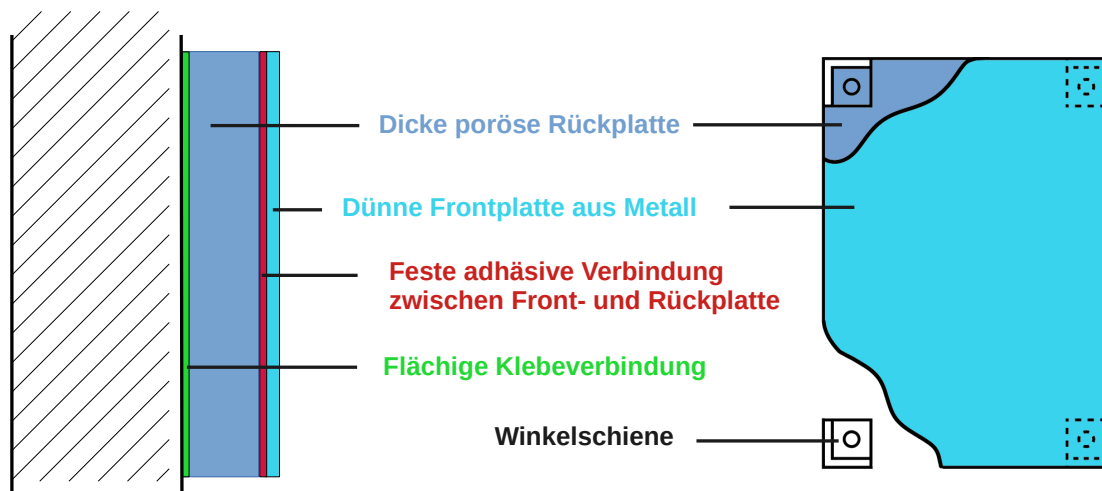 Dicke poröse Rückplatte
Dünne Frontplatte aus Metall
Feste adhäsive Verbindung
zwischen Front- und Rückplatte
Flächige Klebeverbindung
Winkelschiene